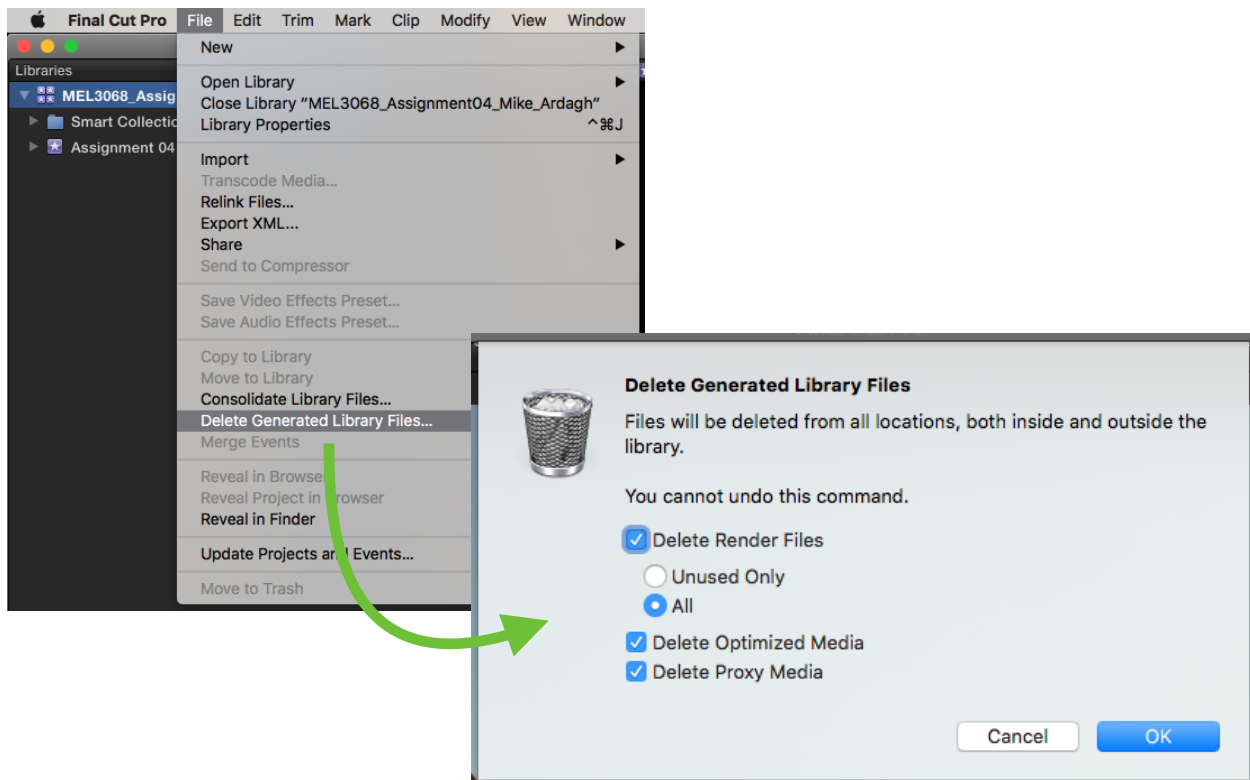 Final Cut Pro File Edit Trim Mark Clip Modify View Window
Libraries
MEL3068_Assig
Smart Collectio
Assignment 04
New
Open Library
Close Library “MEL3068_Assignment04_Mike_Ardagh”
Library Properties ^⌘J
Import
Transcode Media...
Relink Files...
Export XML...
Share
Send to Compressor
Save Video Effects Preset...
Save Audio Effects Preset...
Copy to Library
Move to Library
Consolidate Library Files...
Delete Generated Library Files...
Merge Events
Reveal in Browser
Reveal Project in Browser
Reveal in Finder
Update Projects and Events...
Move to Trash
Delete Generated Library Files
Files will be deleted from all locations, both inside and outside the
library.
You cannot undo this command.
Delete Render Files
Unused Only
All
Delete Optimized Media
Delete Proxy Media
Cancel OK